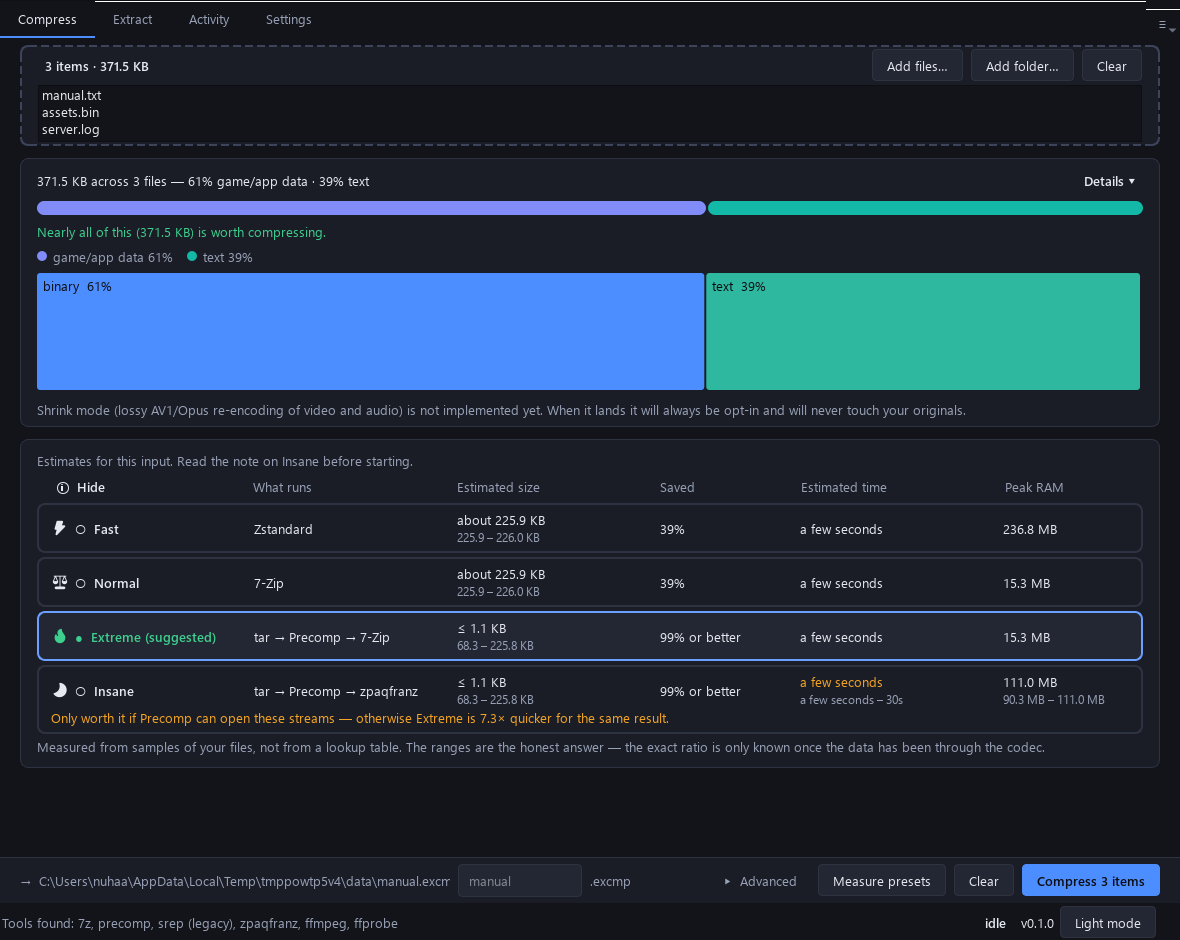 Compress Extract Activity Settings
3 items · 371.5 KB Add files... Add folder... Clear
manual.txt
assets.bin
server.log
371.5 KB across 3 files — 61% game/app data · 39% text Details ▾
Nearly all of this (371.5 KB) is worth compressing.
game/app data 61% text 39%
binary 61% text 39%
Shrink mode (lossy AV1/Opus re-encoding of video and audio) is not implemented yet. When it lands it will always be opt-in and will never touch your originals.
Estimates for this input. Read the note on Insane before starting.
Hide What runs Estimated size Saved Estimated time Peak RAM
Fast Zstandard about 225.9 KB 39% a few seconds 236.8 MB
225.9 – 226.0 KB
Normal 7-Zip about 225.9 KB 39% a few seconds 15.3 MB
225.9 – 226.0 KB
Extreme (suggested) tar → Precomp → 7-Zip ≤ 1.1 KB 99% or better a few seconds 15.3 MB
68.3 – 225.8 KB
Insane tar → Precomp → zpaqfranz ≤ 1.1 KB 99% or better a few seconds 111.0 MB
68.3 – 225.8 KB a few seconds – 30s 90.3 MB – 111.0 MB
Only worth it if Precomp can open these streams — otherwise Extreme is 7.3× quicker for the same result.
Measured from samples of your files, not from a lookup table. The ranges are the honest answer — the exact ratio is only known once the data has been through the codec.
→ C:\Users\nuhaa\AppData\Local\Temp\tmppowtp5v4\data\manual.excm manual .excmp ▸ Advanced Measure presets Clear Compress 3 items
Tools found: 7z, precomp, srep (legacy), zpaqfranz, ffmpeg, ffprobe idle v0.1.0 Light mode